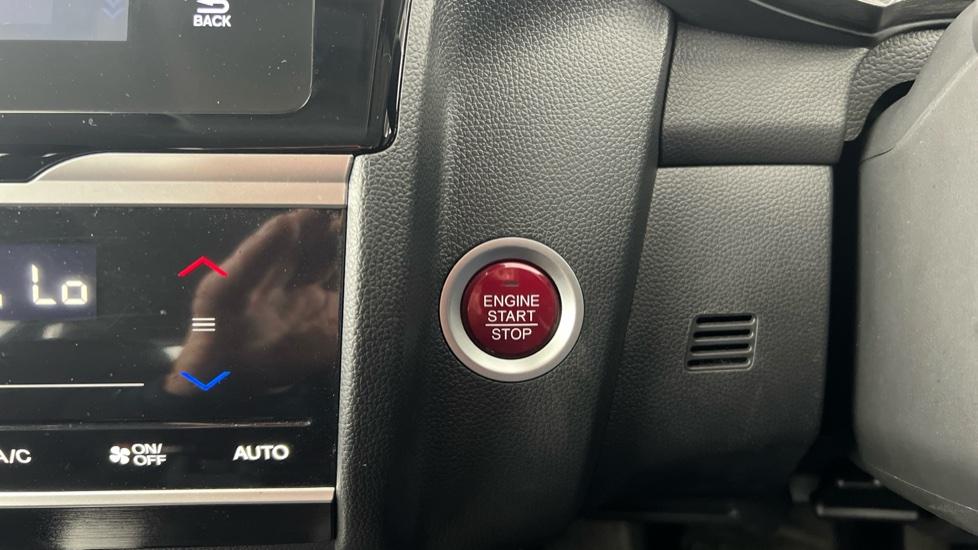 BACK
Lo
ENGINE
START
STOP
A/C
ON/
OFF
AUTO